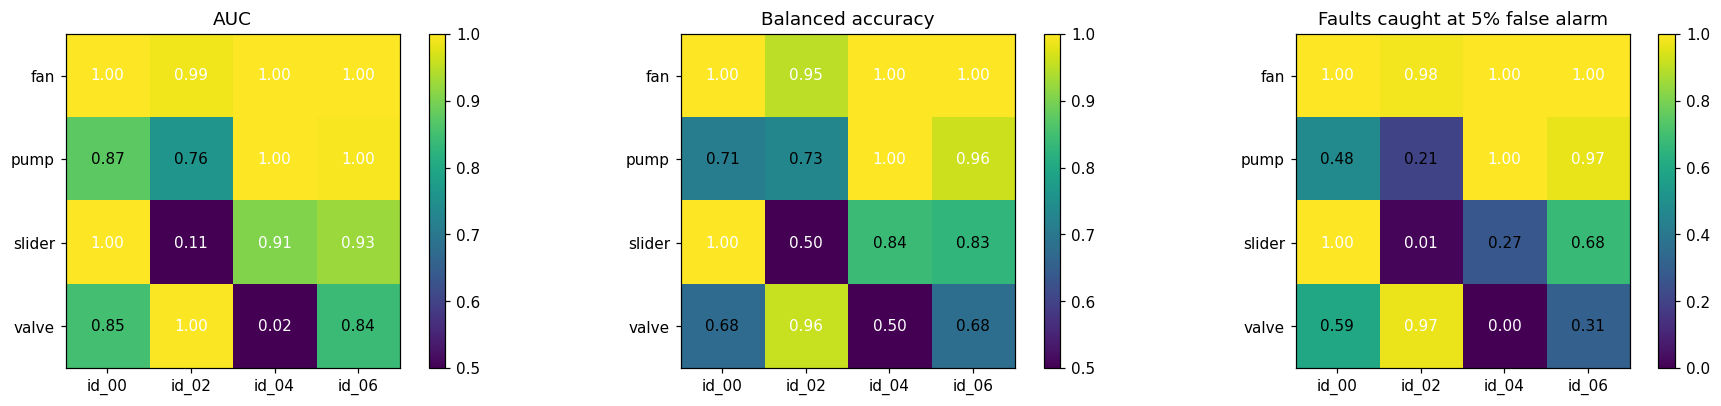 AUC
fan 1.00 0.99 1.00 1.00
pump 0.87 0.76 1.00 1.00
slider 1.00 0.11 0.91 0.93
valve 0.85 1.00 0.02 0.84
id_00 id_02 id_04 id_06
1.0
0.9
0.8
0.7
0.6
0.5
Balanced accuracy
fan 1.00 0.95 1.00 1.00
pump 0.71 0.73 1.00 0.96
slider 1.00 0.50 0.84 0.83
valve 0.68 0.96 0.50 0.68
id_00 id_02 id_04 id_06
1.0
0.9
0.8
0.7
0.6
0.5
Faults caught at 5% false alarm
fan 1.00 0.98 1.00 1.00
pump 0.48 0.21 1.00 0.97
slider 1.00 0.01 0.27 0.68
valve 0.59 0.97 0.00 0.31
id_00 id_02 id_04 id_06
1.0
0.8
0.6
0.4
0.2
0.0